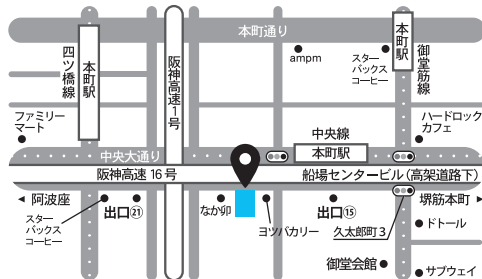 本町通り
本町駅
四ツ橋線
阪神高速1号
ampm
スター
バックス
コーヒー
本町駅
御堂筋線
ファミリー
マート
ハードロック
カフェ
中央線
本町駅
中央大通り
阪神高速 16号
船場センタービル(高架道路下)
阿波座
堺筋本町
スター
バックス
コーヒー
出口㉑
なか卯
ヨツバカリー
出口⑮
久太郎町3
ドトール
御堂会館
サブウェイ